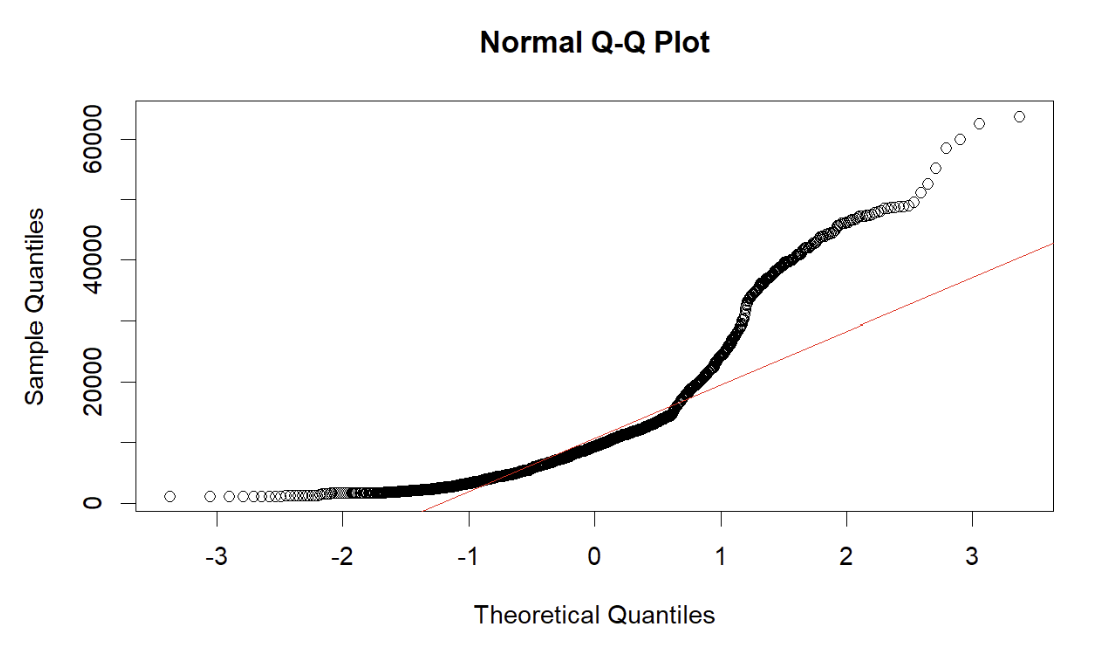 Normal Q-Q Plot
Sample Quantiles
60000
40000
20000
0
-3 -2 -1 0 1 2 3
Theoretical Quantiles